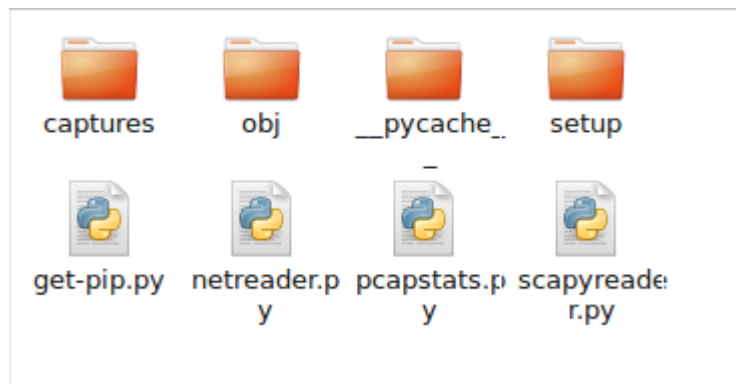 captures obj __pycache_ setup
_
get-pip.py netreader.p pcapstats.p scapyreade
y y r.py